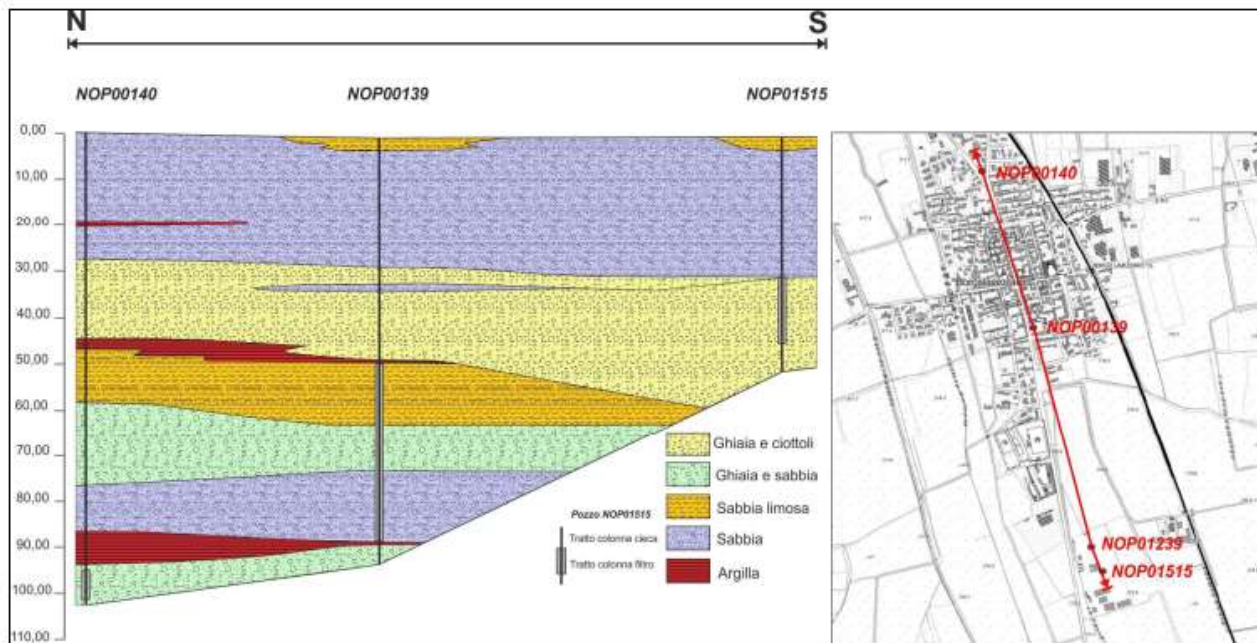 N
S
NOP00140
NOP00139
NOP01515
0,00
10,00
20,00
30,00
40,00
50,00
60,00
70,00
80,00
90,00
100,00
110,00
Ghiaia e ciottoli
Ghiaia e sabbia
Sabbia limosa
Sabbia
Argilla
Pozzo NOP01515
Tratto colonna cieca
Tratto colonna filtro
NOP00140
NOP00139
NOP01239
NOP01515